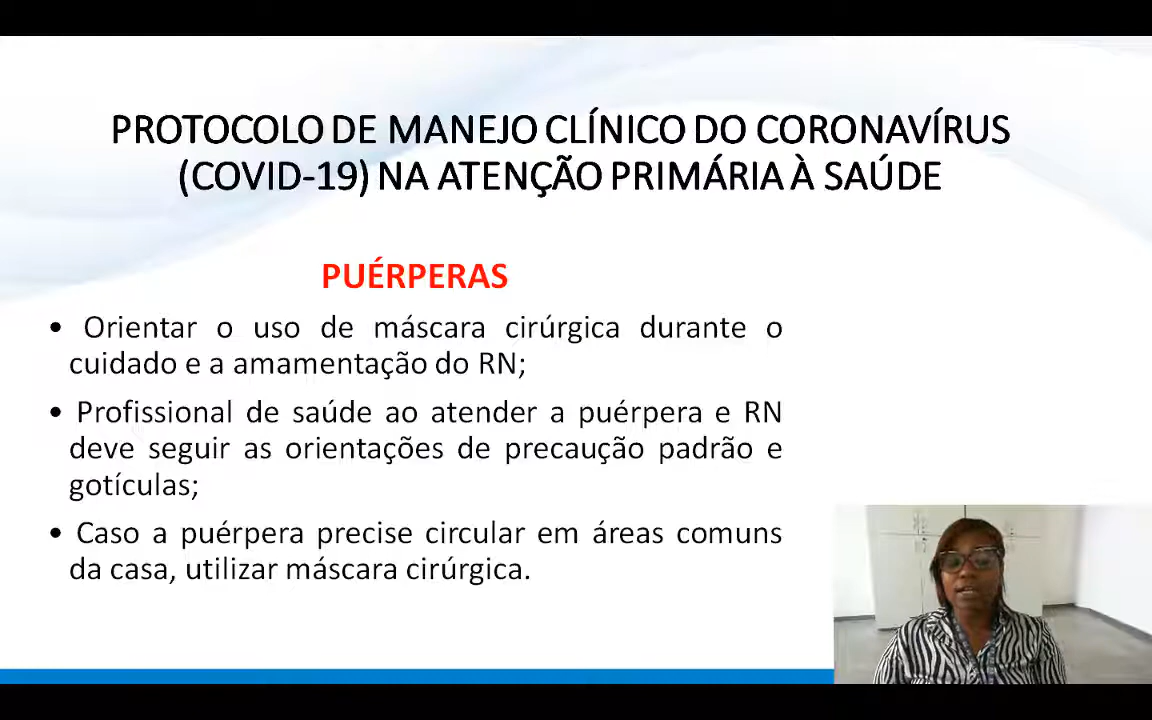 PROTOCOLO DE MANEJO CLÍNICO DO CORONAVÍRUS
(COVID-19) NA ATENÇÃO PRIMÁRIA À SAÚDE
PUÉRPERAS
• Orientar o uso de máscara cirúrgica durante o
cuidado e a amamentação do RN;
• Profissional de saúde ao atender a puérpera e RN
deve seguir as orientações de precaução padrão e
gotículas;
• Caso a puérpera precise circular em áreas comuns
da casa, utilizar máscara cirúrgica.